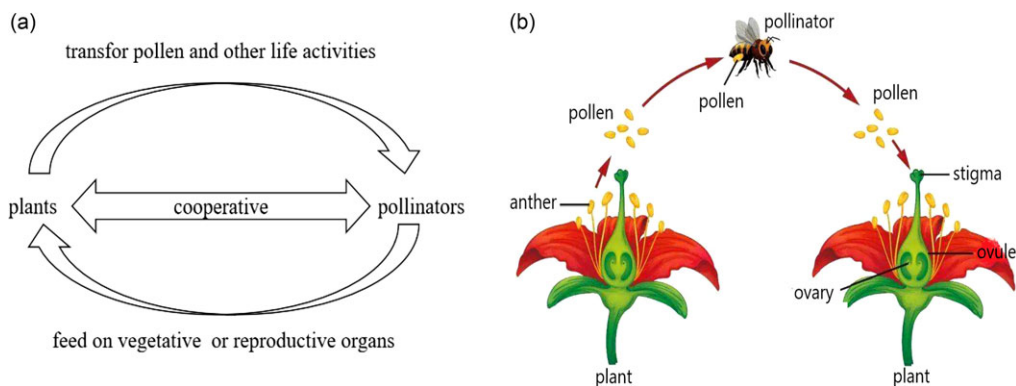 (a)
transfor pollen and other life activities
plants
cooperative
pollinators
feed on vegetative or reproductive organs
(b)
pollinator
pollen
pollen
pollen
anther
stigma
ovule
ovary
plant
plant